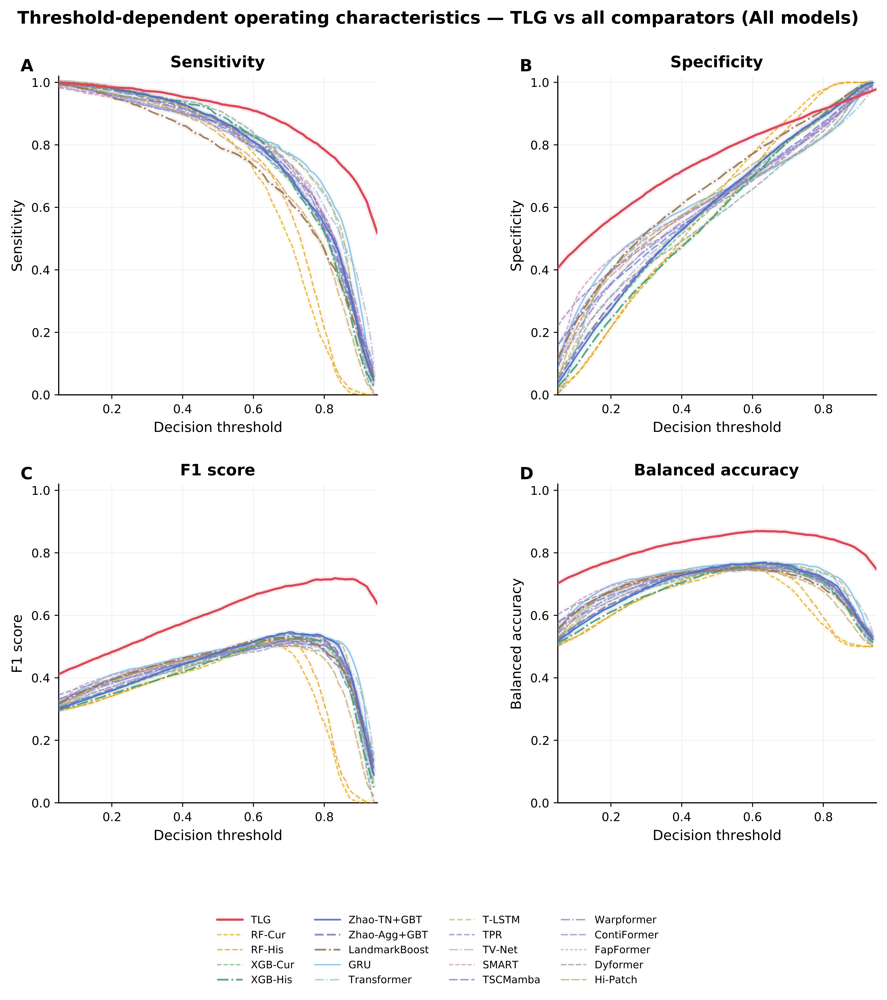 Threshold-dependent operating characteristics — TLG vs all comparators (All models)
A
Sensitivity
1.0
0.8
0.6
0.4
0.2
0.0
Sensitivity
0.2 0.4 0.6 0.8
Decision threshold
B
Specificity
1.0
0.8
0.6
0.4
0.2
0.0
Specificity
0.2 0.4 0.6 0.8
Decision threshold
C
F1 score
1.0
0.8
0.6
0.4
0.2
0.0
F1 score
0.2 0.4 0.6 0.8
Decision threshold
D
Balanced accuracy
1.0
0.8
0.6
0.4
0.2
0.0
Balanced accuracy
0.2 0.4 0.6 0.8
Decision threshold
TLG
RF-Cur
RF-His
XGB-Cur
XGB-His
Zhao-TN+GBT
Zhao-Agg+GBT
LandmarkBoost
GRU
Transformer
T-LSTM
TPR
TV-Net
SMART
TSCMamba
Warpformer
ContiFormer
FapFormer
Dyformer
Hi-Patch